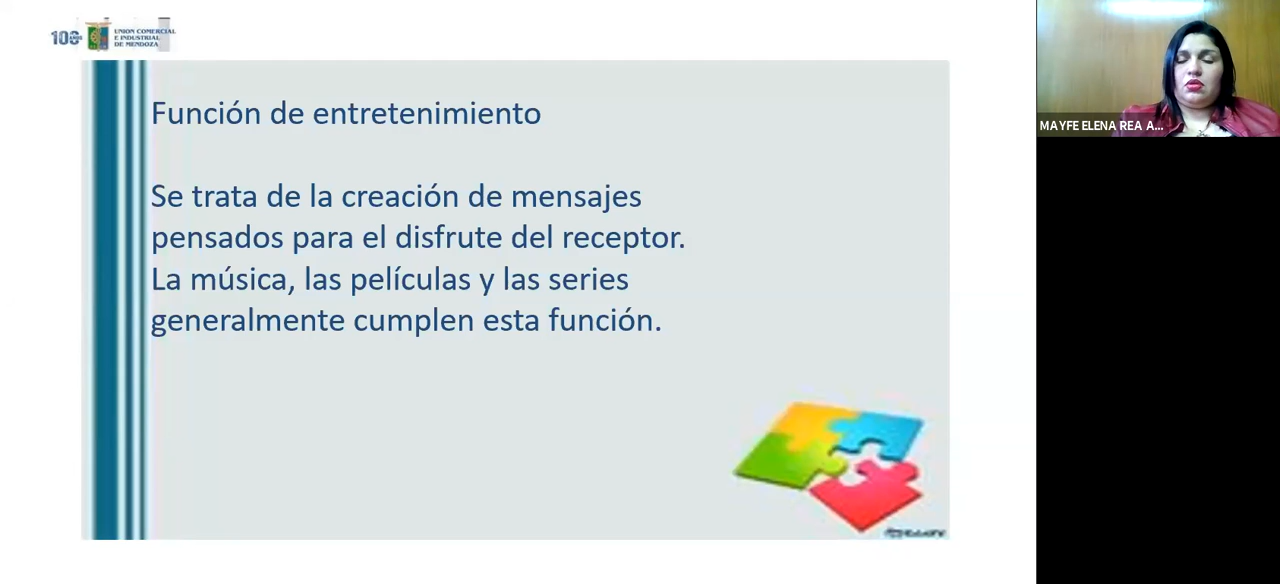 UNION COMERCIAL
E INDUSTRIAL
DE MENDOZA
Función de entretenimiento
Se trata de la creación de mensajes
pensados para el disfrute del receptor.
La música, las películas y las series
generalmente cumplen esta función.
MAYFE ELENA REA A...